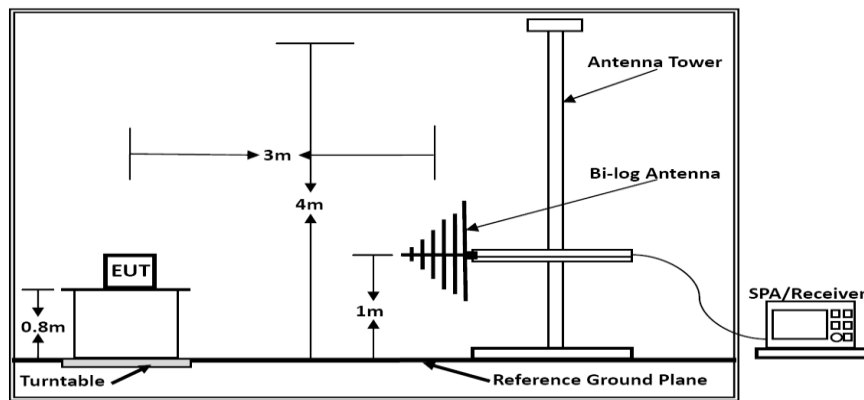 Antenna Tower
3m
Bi-log Antenna
4m
EUT
SPA/Receiver
1m
0.8m
Turntable
Reference Ground Plane